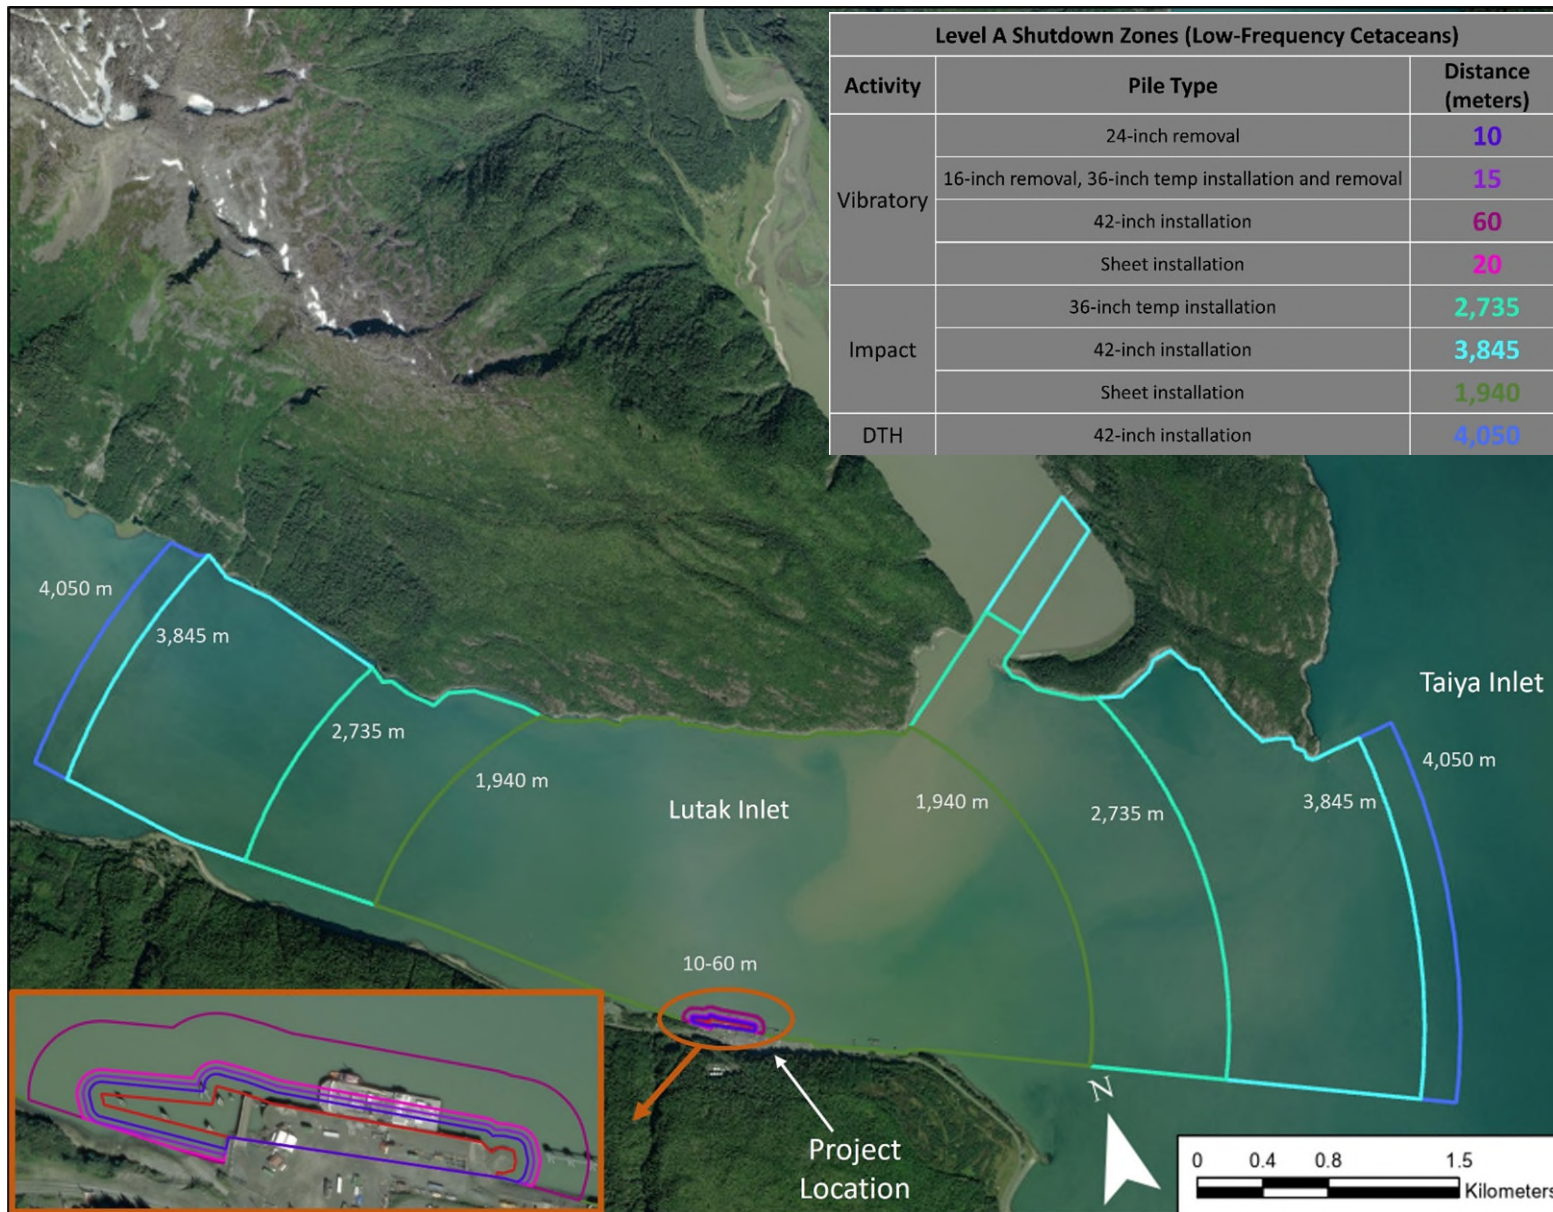 Level A Shutdown Zones (Low-Frequency Cetaceans)
Activity Pile Type Distance (meters)
Vibratory
24-inch removal 10
16-inch removal, 36-inch temp installation and removal 15
42-inch installation 60
Sheet installation 20
Impact
36-inch temp installation 2,735
42-inch installation 3,845
Sheet installation 1,940
DTH 42-inch installation 4,050
4,050 m
3,845 m
2,735 m
1,940 m
Lutak Inlet
1,940 m
2,735 m
3,845 m
4,050 m
Taiya Inlet
10-60 m
Project
Location
N
0 0.4 0.8 1.5
Kilometers